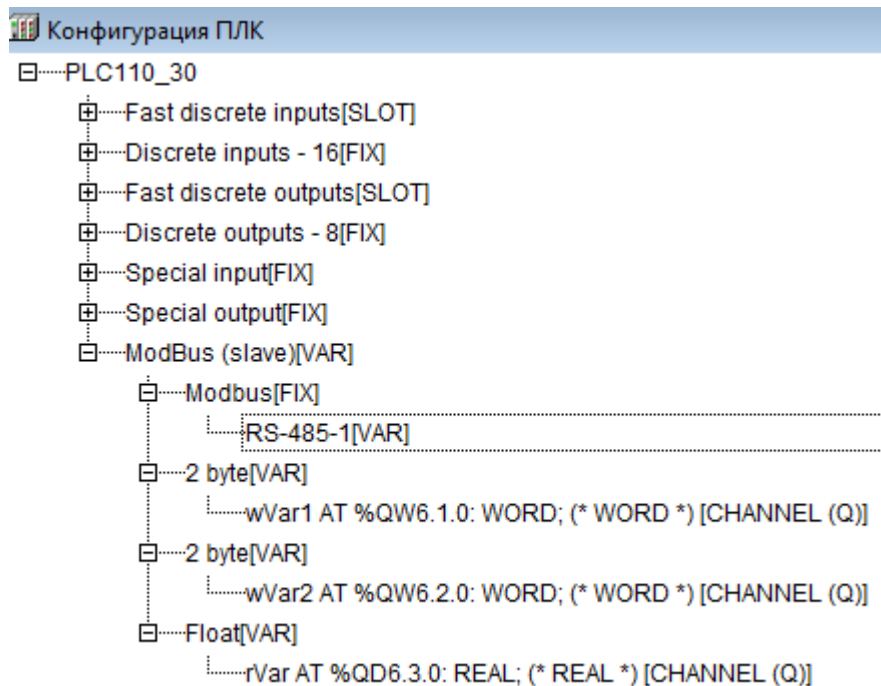 Конфигурация ПЛК
PLC110_30
Fast discrete inputs[SLOT]
Discrete inputs - 16[FIX]
Fast discrete outputs[SLOT]
Discrete outputs - 8[FIX]
Special input[FIX]
Special output[FIX]
ModBus (slave)[VAR]
Modbus[FIX]
RS-485-1[VAR]
2 byte[VAR]
wVar1 AT %QW6.1.0: WORD; (* WORD *) [CHANNEL (Q)]
2 byte[VAR]
wVar2 AT %QW6.2.0: WORD; (* WORD *) [CHANNEL (Q)]
Float[VAR]
rVar AT %QD6.3.0: REAL; (* REAL *) [CHANNEL (Q)]